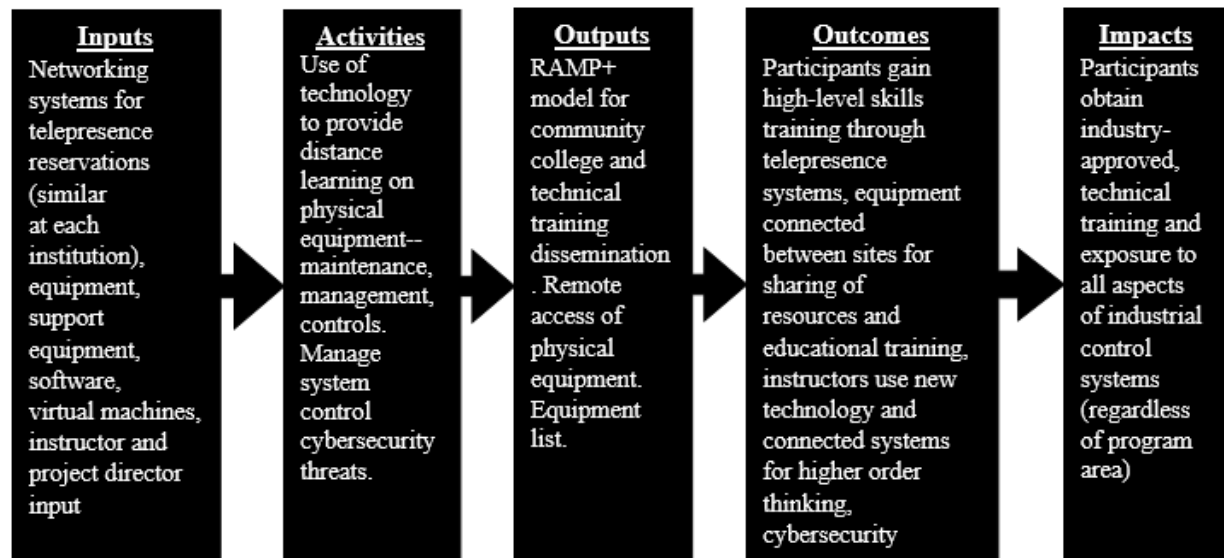 Inputs
Networking
systems for
telepresence
reservations
(similar
at each
institution),
equipment,
support
equipment,
software,
virtual machines,
instructor and
project director
input
Activities
Use of
technology
to provide
distance
learning on
physical
equipment--
maintenance,
management,
controls.
Manage
system
control
cybersecurity
threats.
Outputs
RAMP+
model for
community
college and
technical
training
dissemination
. Remote
access of
physical
equipment.
Equipment
list.
Outcomes
Participants gain
high-level skills
training through
telepresence
systems, equipment
connected
between sites for
sharing of
resources and
educational training,
instructors use new
technology and
connected systems
for higher order
thinking,
cybersecurity
Impacts
Participants
obtain
industry-
approved,
technical
training and
exposure to
all aspects
of industrial
control
systems
(regardless
of program
area)